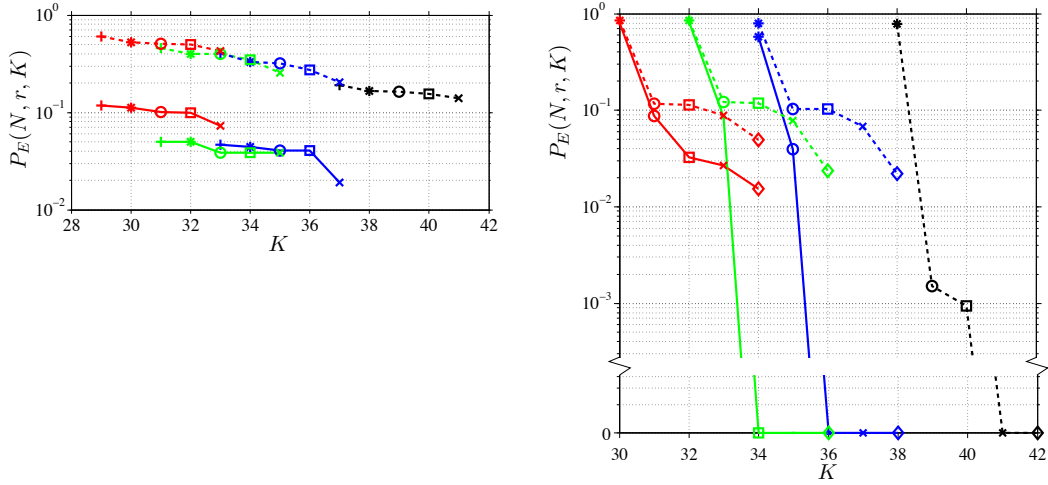 10^0
10^{-1}
10^{-2}
P_E(N, r, K)
28 30 32 34 36 38 40 42
K
10^0
10^{-1}
10^{-2}
10^{-3}
0
P_E(N, r, K)
30 32 34 36 38 40 42
K